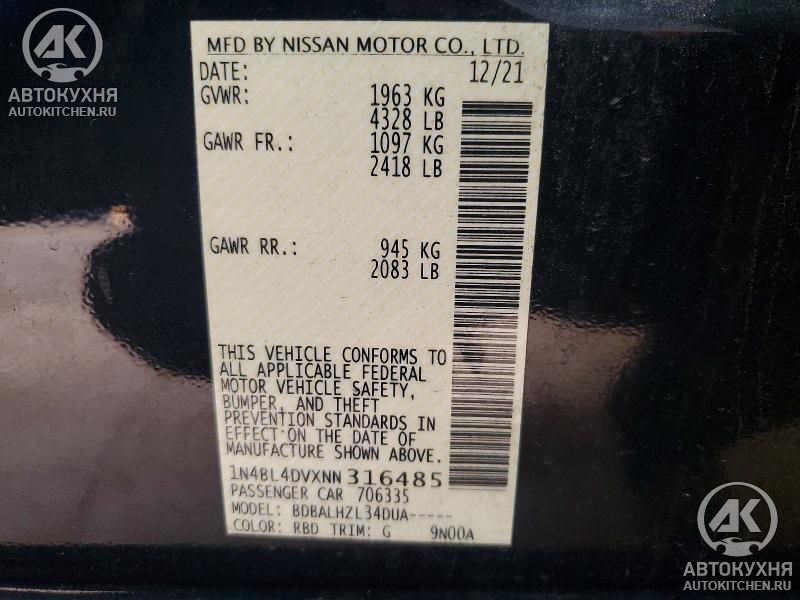 AK
АВТОКУХНЯ
AUTOKITCHEN.RU
MFD BY NISSAN MOTOR CO., LTD.
DATE: 12/21
GVWR: 1963 KG
4328 LB
GAWR FR.: 1097 KG
2418 LB
GAWR RR.: 945 KG
2083 LB
THIS VEHICLE CONFORMS TO
ALL APPLICABLE FEDERAL
MOTOR VEHICLE SAFETY,
BUMPER, AND THEFT
PREVENTION STANDARDS IN
EFFECT ON THE DATE OF
MANUFACTURE SHOWN ABOVE.
1N4BL4DVXNN316485
PASSENGER CAR 706335
MODEL: BDBALHZL34DUA-----
COLOR: RBD TRIM: G 9N00A
AK
АВТОКУХНЯ
AUTOKITCHEN.RU